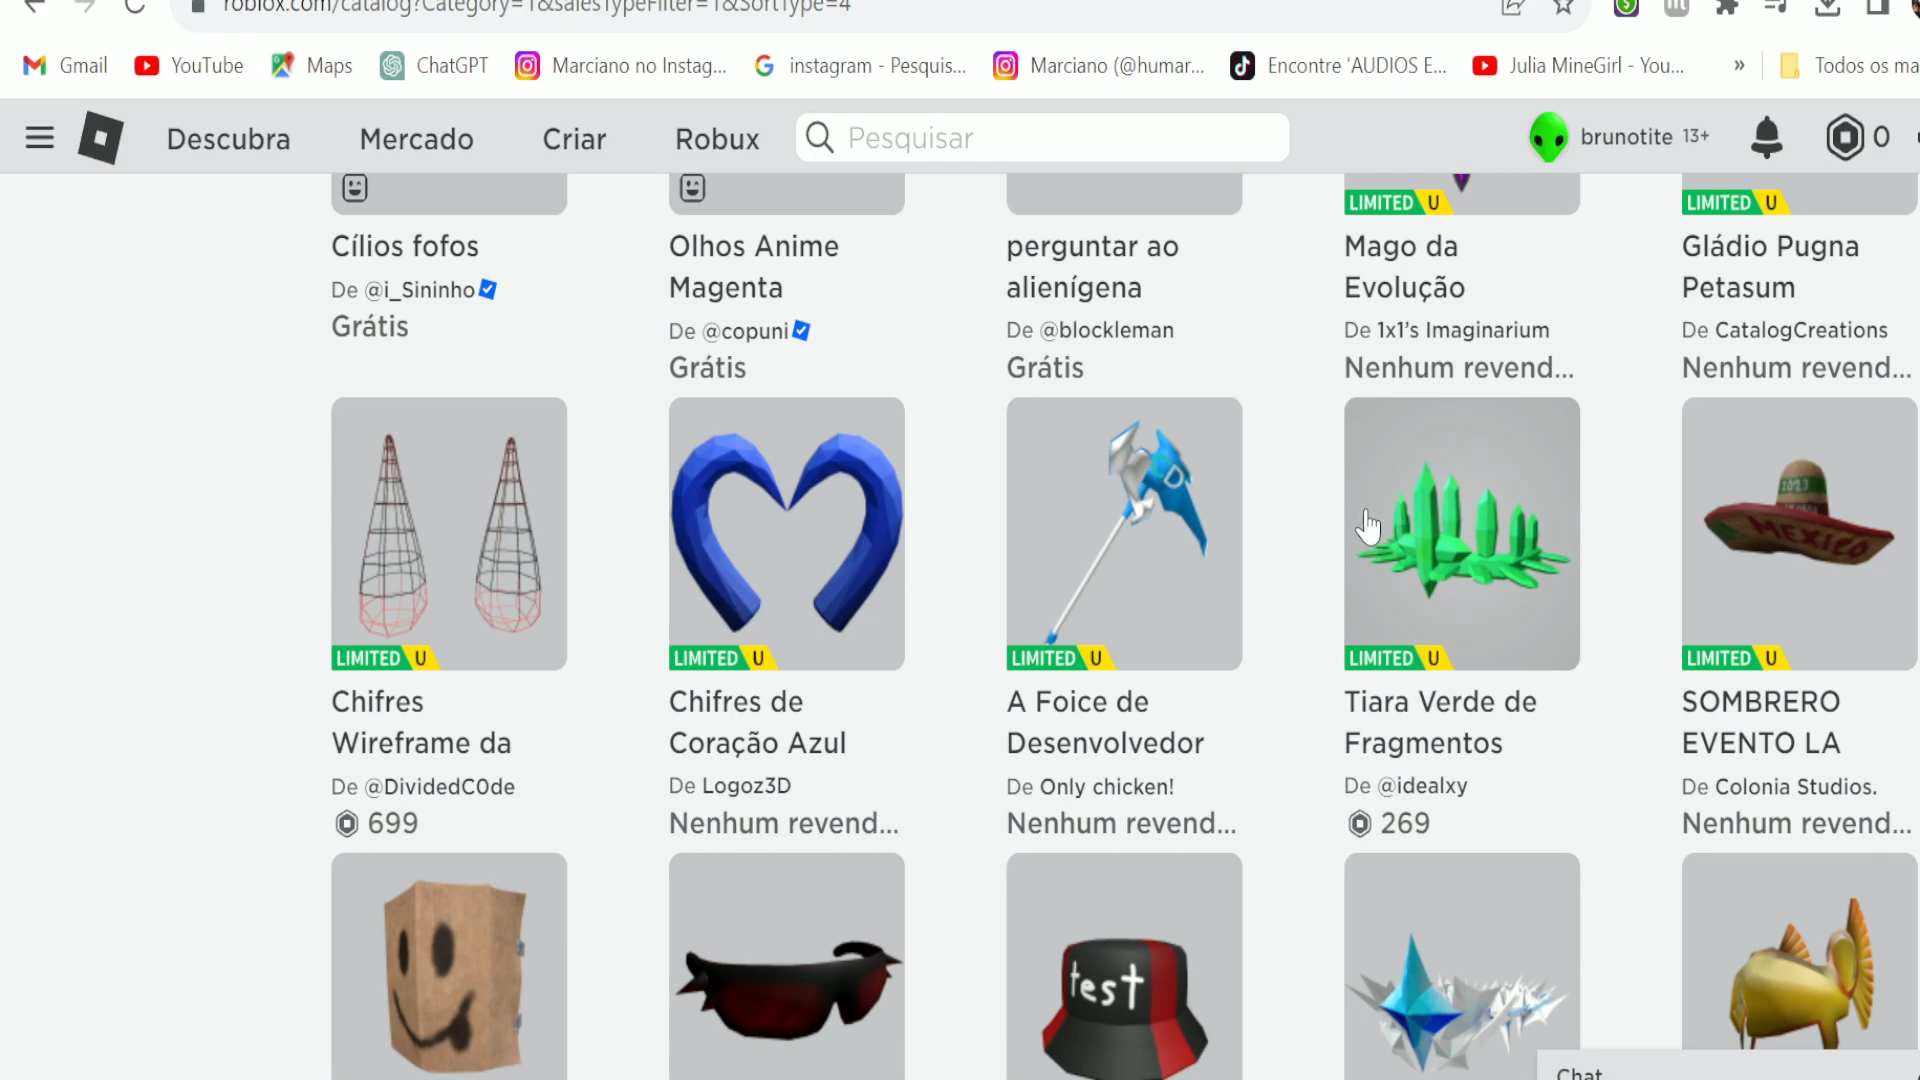 roblox.com/catalog?Category=1&salesTypeFilter=1&SortType=4
Gmail YouTube Maps ChatGPT Marciano no Instag... instagram - Pesquis... Marciano (@humar... Encontre 'AUDIOS E... Julia MineGirl - You... » Todos os ma
Descubra Mercado Criar Robux Pesquisar brunotite 13+ 0
LIMITED U LIMITED U
Cílios fofos
De @i_Sininho
Grátis
Olhos Anime
Magenta
De @copuni
Grátis
perguntar ao
alienígena
De @blockleman
Grátis
Mago da
Evolução
De 1x1's Imaginarium
Nenhum revend...
Gládio Pugna
Petasum
De CatalogCreations
Nenhum revend...
D
2023
MEXICO
LIMITED U LIMITED U LIMITED U LIMITED U LIMITED U
Chifres
Wireframe da
De @DividedC0de
699
Chifres de
Coração Azul
De Logoz3D
Nenhum revend...
A Foice de
Desenvolvedor
De Only chicken!
Nenhum revend...
Tiara Verde de
Fragmentos
De @idealxy
269
SOMBRERO
EVENTO LA
De Colonia Studios.
Nenhum revend...
test
Chat